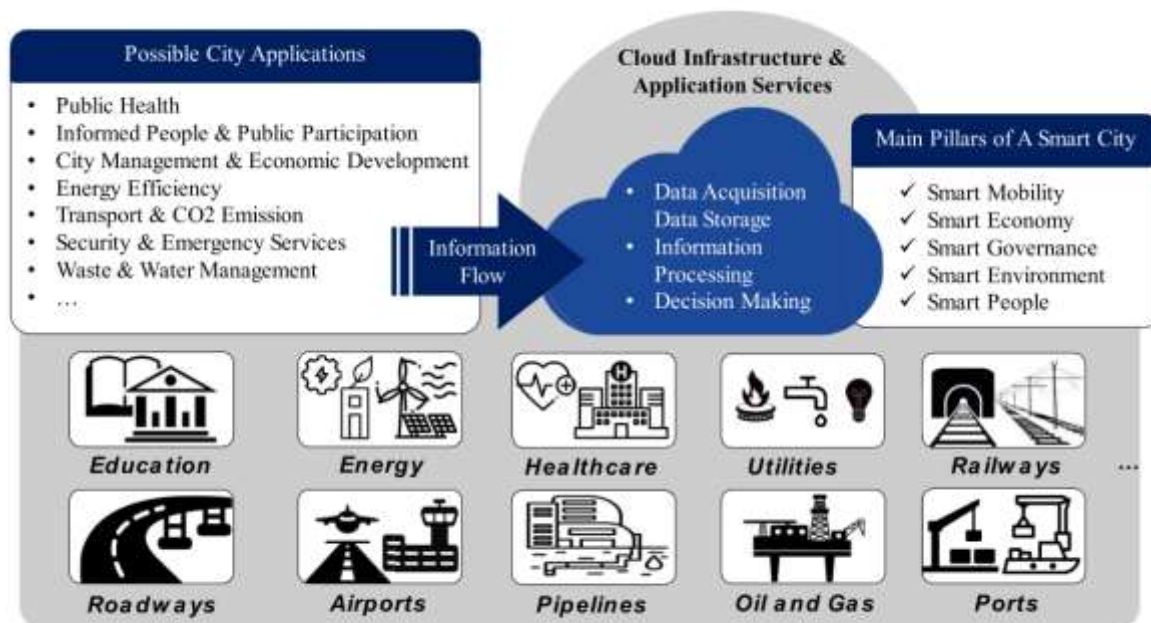 Possible City Applications
• Public Health
• Informed People & Public Participation
• City Management & Economic Development
• Energy Efficiency
• Transport & CO2 Emission
• Security & Emergency Services
• Waste & Water Management
• …
Information
Flow
Cloud Infrastructure &
Application Services
• Data Acquisition
Data Storage
• Information
Processing
• Decision Making
Main Pillars of A Smart City
✓ Smart Mobility
✓ Smart Economy
✓ Smart Governance
✓ Smart Environment
✓ Smart People
H
Education
Energy
Healthcare
Utilities
Railways
...
Roadways
Airports
Pipelines
Oil and Gas
Ports